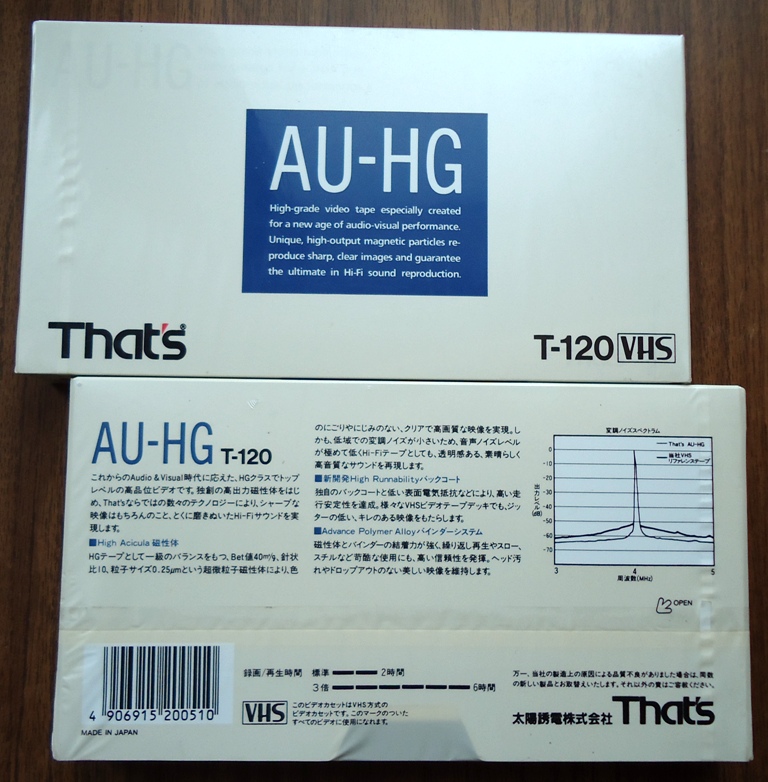 AU-HG
High-grade video tape especially created
for a new age of audio-visual performance.
Unique, high-output magnetic particles re-
produce sharp, clear images and guarantee
the ultimate in Hi-Fi sound reproduction.
That's®
T-120 VHS
AU-HG T-120
これからのAudio & Visual時代に応えた、HGクラスでトップ
レベルの高品位ビデオです。独創の高出力磁性体をはじ
め、That'sならではの数々のテクノロジーにより、シャープな
映像はもちろんのこと、とくに磨きぬいたHi-Fiサウンドを実
現します。
■High Acicula 磁性体
HGテープとして一級のバランスをもつ、Bet値40m²/g、針状
比10、粒子サイズ0.25μmという超微粒子磁性体により、色
のにごりやにじみのない、クリアで高画質な映像を実現。し
かも、低域での変調ノイズが小さいため、音声ノイズレベル
が極めて低くHi-Fiテープとしても、透明感ある、素晴らしく
高音質なサウンドを再現します。
■新開発High Runnabilityバックコート
独自のバックコートと低い表面電気抵抗などにより、高い走
行安定性を達成。様々なVHSビデオテープデッキでも、ジッ
ターの低い、キレのある映像をもたらします。
■Advance Polymer Alloyバインダーシステム
磁性体とバインダーの結着力が強く、繰り返し再生やスロー、
スチルなど苛酷な使用にも、高い信頼性を発揮。ヘッド汚
れやドロップアウトのない美しい映像を維持します。
変調ノイズスペクトラム
That's AU-HG
当社VHS
リファレンステープ
出力レベル(dB)
0
-10
-20
-30
-40
-50
-60
-70
3 4 5
周波数(MHz)
OPEN
4 906915 200510
MADE IN JAPAN
録画/再生時間 標準 2時間
3倍 6時間
VHS
このビデオカセットはVHS方式の
ビデオカセットです。このマークのついた
すべてのビデオに使用になれます。
万一、当社の製造上の原因による品質不良がありました場合は、同数
の新しい製品とお取替えいたします。それ以外の責はご容赦ください。
太陽誘電株式会社 That's